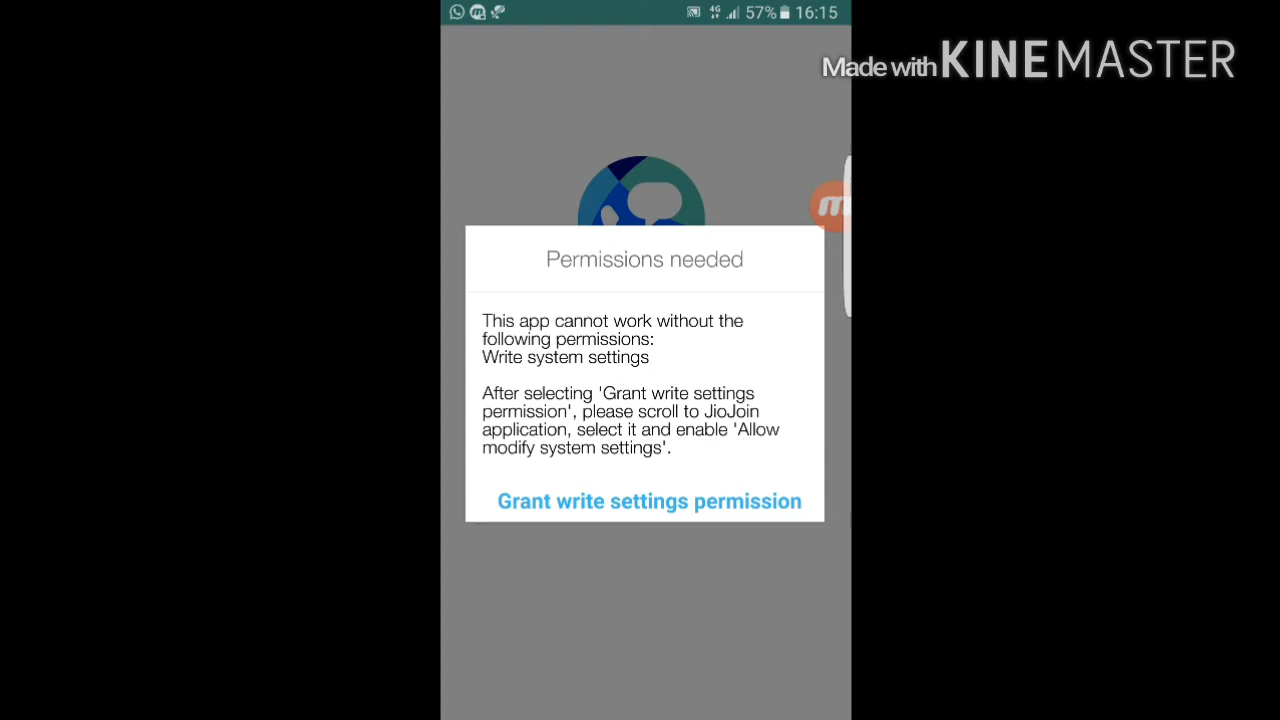 4G 57% 16:15
Made with KINEMASTER
Permissions needed
This app cannot work without the
following permissions:
Write system settings
After selecting 'Grant write settings
permission', please scroll to JioJoin
application, select it and enable 'Allow
modify system settings'.
Grant write settings permission